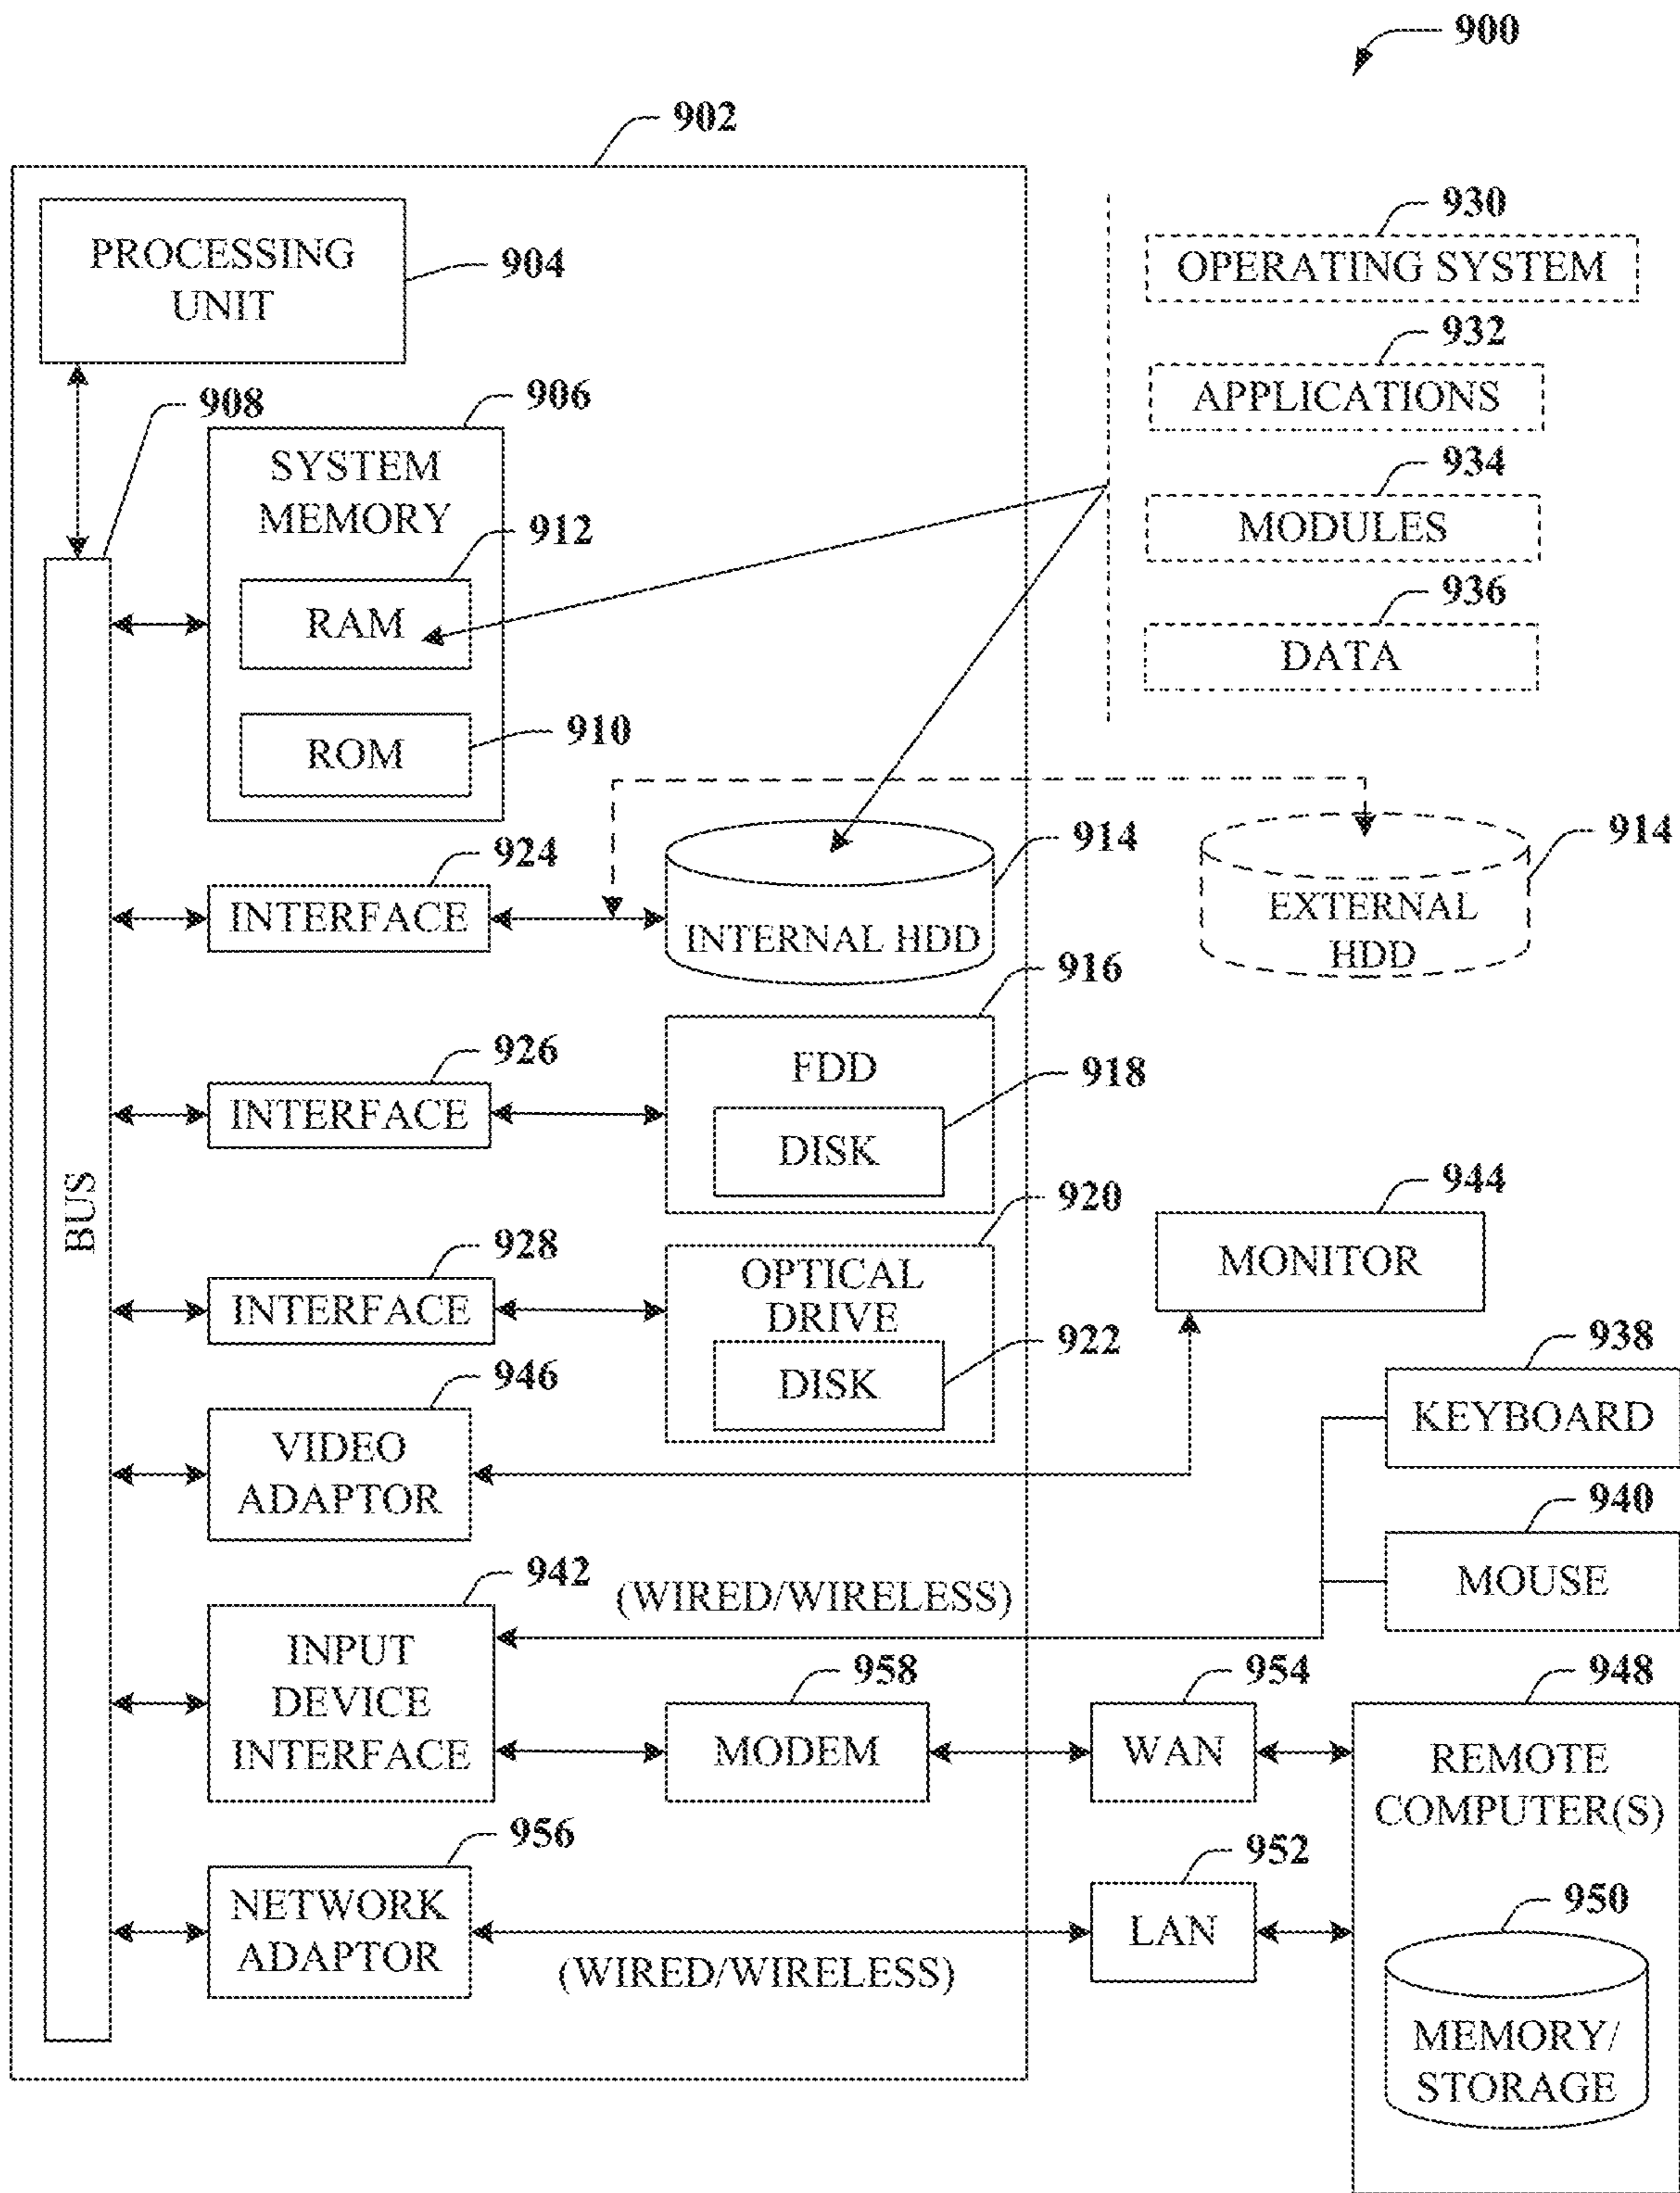 900
902
PROCESSING
UNIT
904
930
OPERATING SYSTEM
932
APPLICATIONS
934
MODULES
936
DATA
908
906
SYSTEM
MEMORY
912
RAM
910
ROM
924
INTERFACE
914
INTERNAL HDD
914
EXTERNAL
HDD
926
INTERFACE
916
FDD
918
DISK
BUS
928
INTERFACE
920
OPTICAL
DRIVE
922
DISK
944
MONITOR
946
VIDEO
ADAPTOR
938
KEYBOARD
940
MOUSE
942
INPUT
DEVICE
INTERFACE
(WIRED/WIRELESS)
958
MODEM
954
WAN
948
REMOTE
COMPUTER(S)
956
NETWORK
ADAPTOR
(WIRED/WIRELESS)
952
LAN
950
MEMORY/
STORAGE